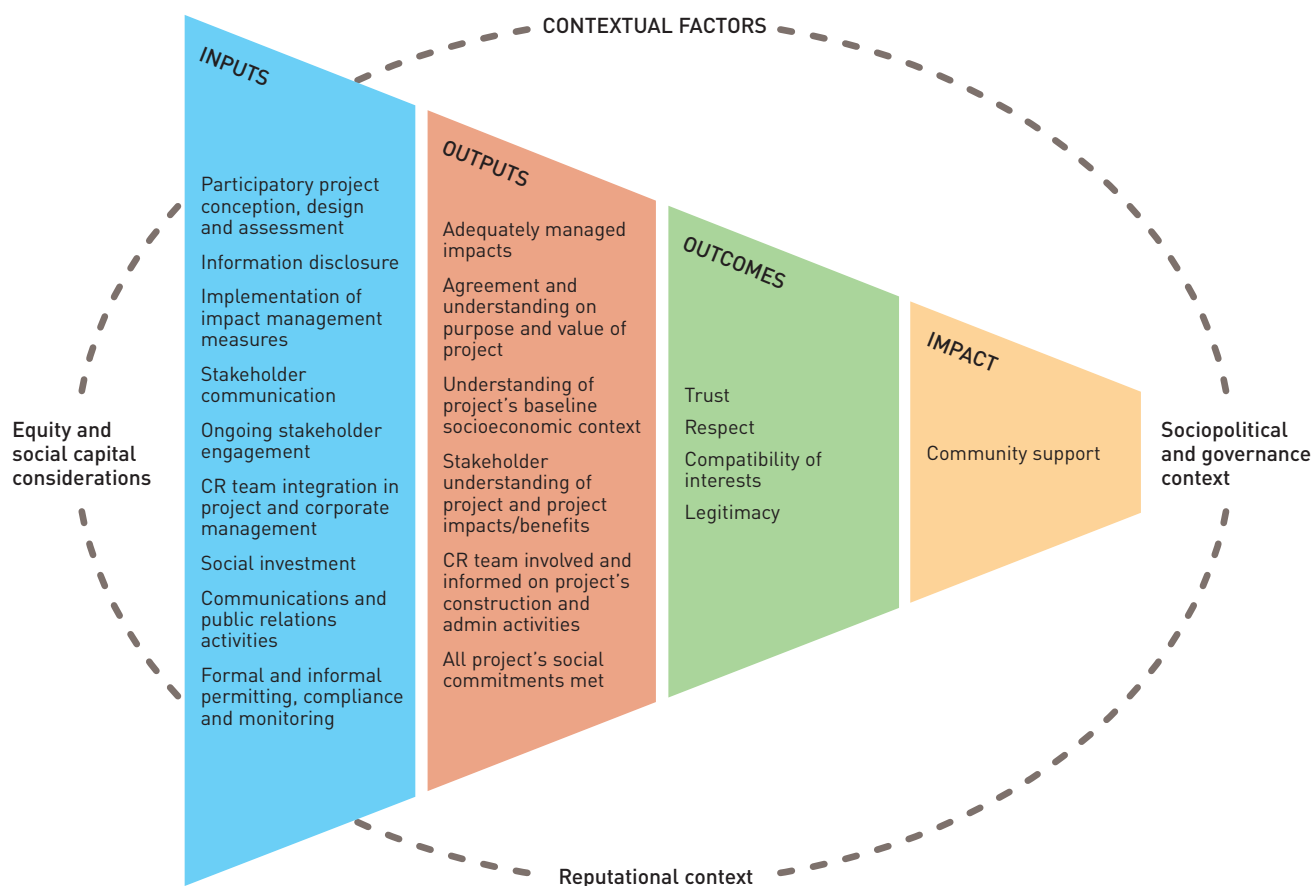 CONTEXTUAL FACTORS
INPUTS
Participatory project
conception, design
and assessment
Information disclosure
Implementation of
impact management
measures
Stakeholder
communication
Ongoing stakeholder
engagement
CR team integration in
project and corporate
management
Social investment
Communications and
public relations
activities
Formal and informal
permitting, compliance
and monitoring
OUTPUTS
Adequately managed
impacts
Agreement and
understanding on
purpose and value of
project
Understanding of
project’s baseline
socioeconomic context
Stakeholder
understanding of
project and project
impacts/benefits
CR team involved and
informed on project’s
construction and
admin activities
All project’s social
commitments met
OUTCOMES
Trust
Respect
Compatibility of
interests
Legitimacy
IMPACT
Community support
Equity and
social capital
considerations
Sociopolitical
and governance
context
Reputational context